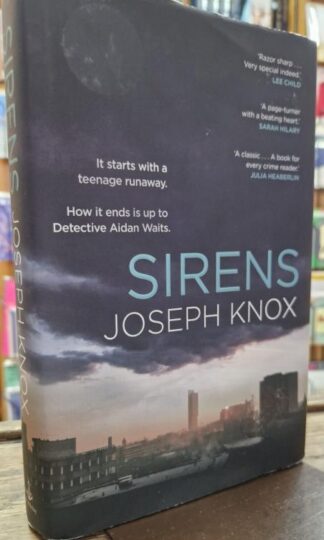 'Razor sharp . . .
Very special indeed.'
LEE CHILD
'A page-turner
with a beating heart.'
SARAH HILARY
'A classic . . . A book for
every crime reader.'
JULIA HEABERLIN
It starts with a
teenage runaway.
How it ends is up to
Detective Aidan Waits.
SIRENS
JOSEPH KNOX
SIRENS JOSEPH KNOX